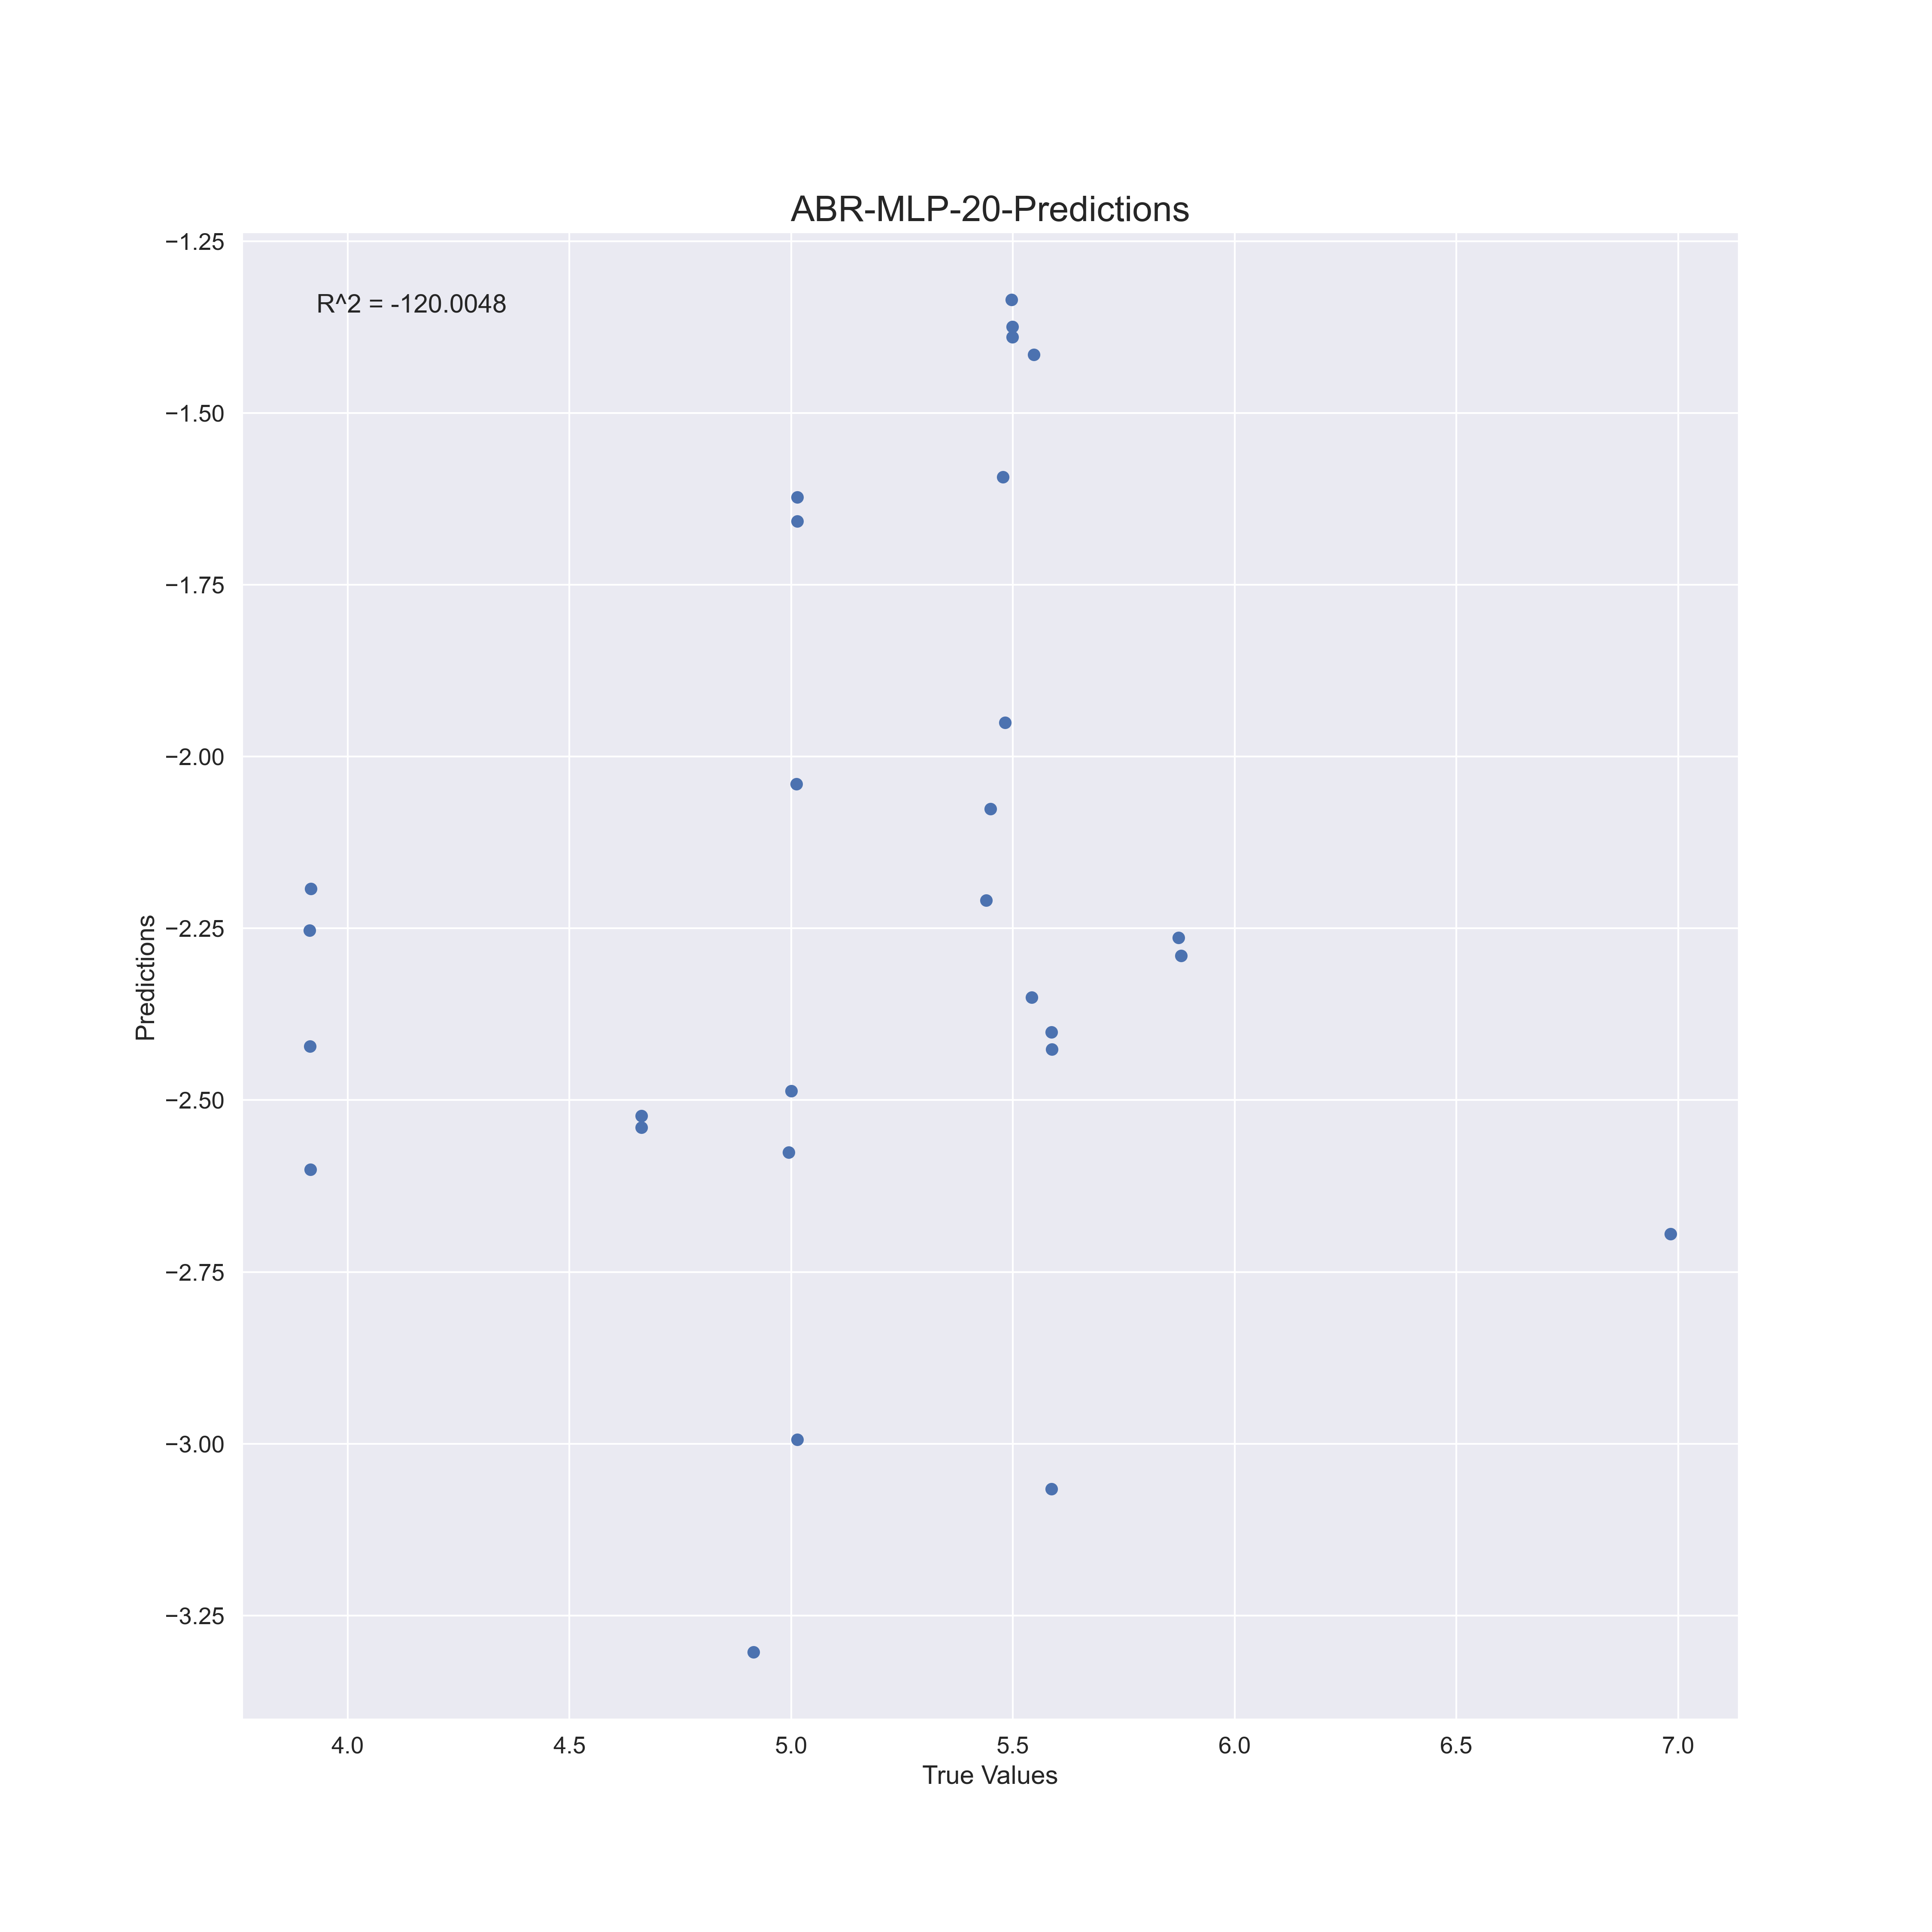 ABR-MLP-20-Predictions
R^2 = -120.0048
−1.25
−1.50
−1.75
−2.00
−2.25
−2.50
−2.75
−3.00
−3.25
Predictions
4.0 4.5 5.0 5.5 6.0 6.5 7.0
True Values